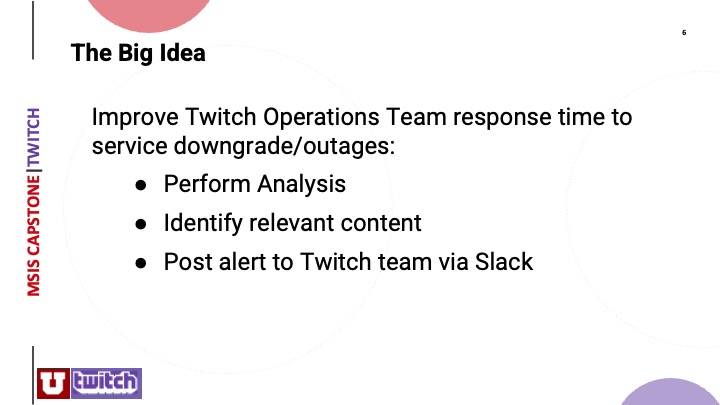 6
The Big Idea
Improve Twitch Operations Team response time to
service downgrade/outages:
● Perform Analysis
● Identify relevant content
● Post alert to Twitch team via Slack
MSIS CAPSTONE|TWITCH
U twitch